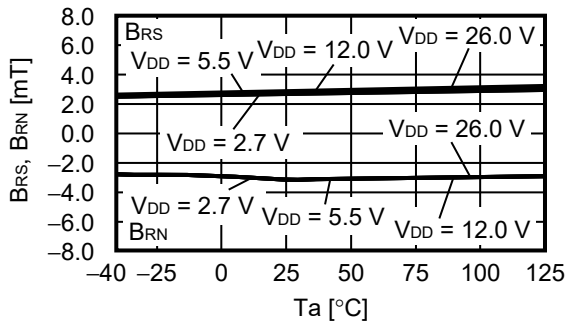 8.0
6.0
4.0
2.0
0.0
−2.0
−4.0
−6.0
−8.0
BRS, BRN [mT]
BRS
VDD = 5.5 V
VDD = 12.0 V
VDD = 26.0 V
VDD = 2.7 V
VDD = 26.0 V
VDD = 2.7 V
VDD = 5.5 V
VDD = 12.0 V
BRN
−40 −25 0 25 50 75 100 125
Ta [°C]